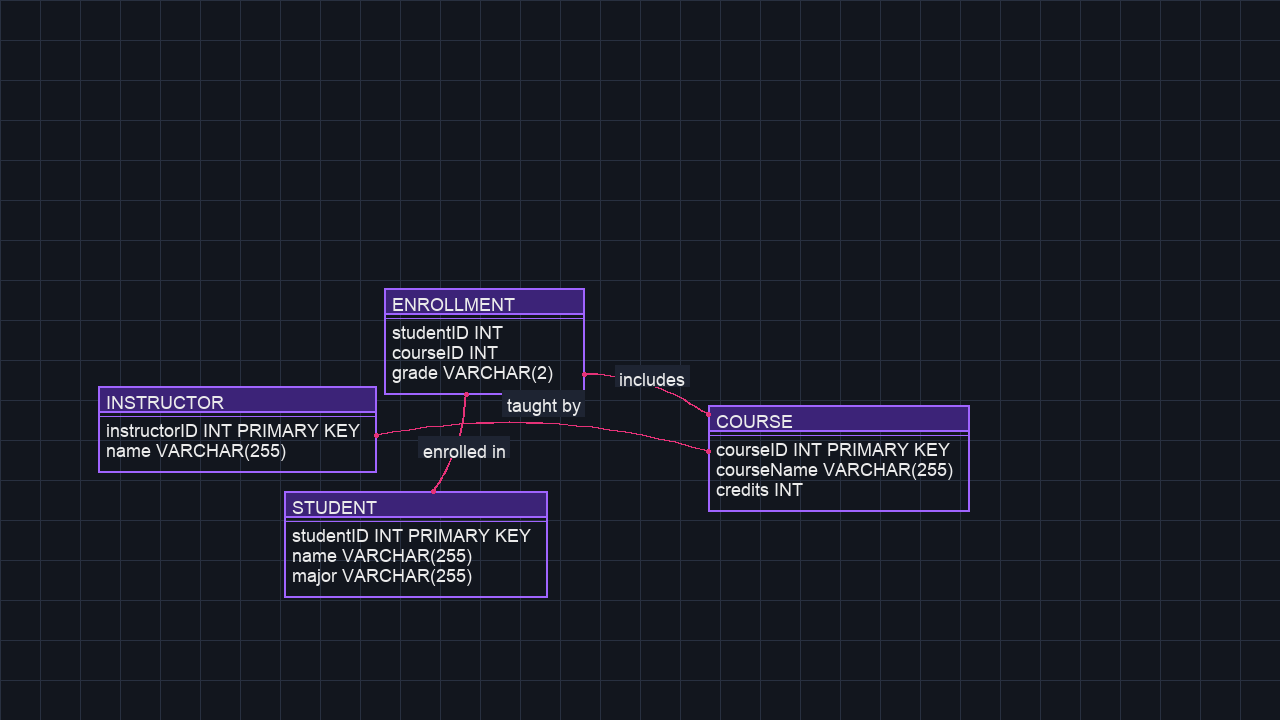 ENROLLMENT
studentID INT
courseID INT
grade VARCHAR(2)
includes
taught by
INSTRUCTOR
instructorID INT PRIMARY KEY
name VARCHAR(255)
COURSE
courseID INT PRIMARY KEY
courseName VARCHAR(255)
credits INT
enrolled in
STUDENT
studentID INT PRIMARY KEY
name VARCHAR(255)
major VARCHAR(255)